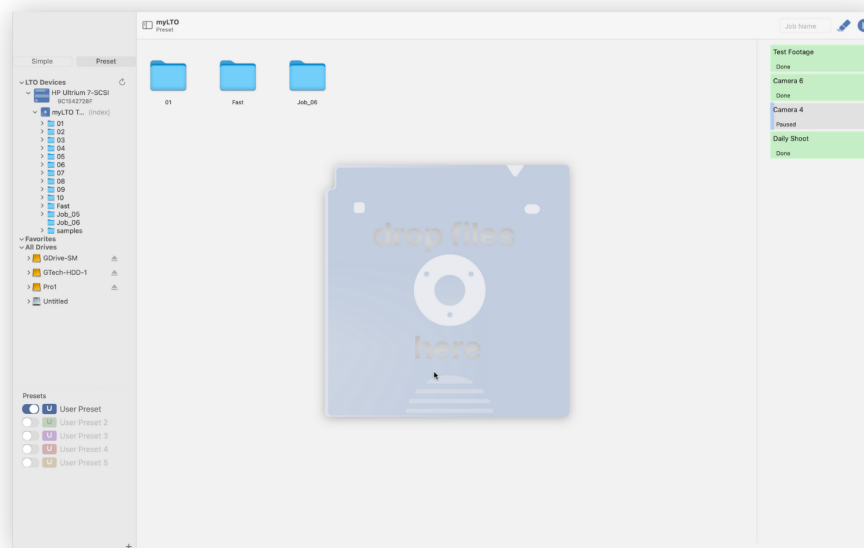 myLTO
Preset
Job Name
Simple
Preset
LTO Devices
HP Ultrium 7-SCSI
myLTO T... (Index)
01
02
03
04
05
06
07
08
09
10
Fast
Job_05
Job_06
samples
Favorites
All Drives
GDrive-SM
GTech-HDD-1
Pro1
Untitled
Presets
U User Preset
U User Preset 2
U User Preset 3
U User Preset 4
U User Preset 5
01
Fast
Job_06
drop files
here
Test Footage
Done
Camera 6
Done
Camera 4
Paused
Daily Shoot
Done